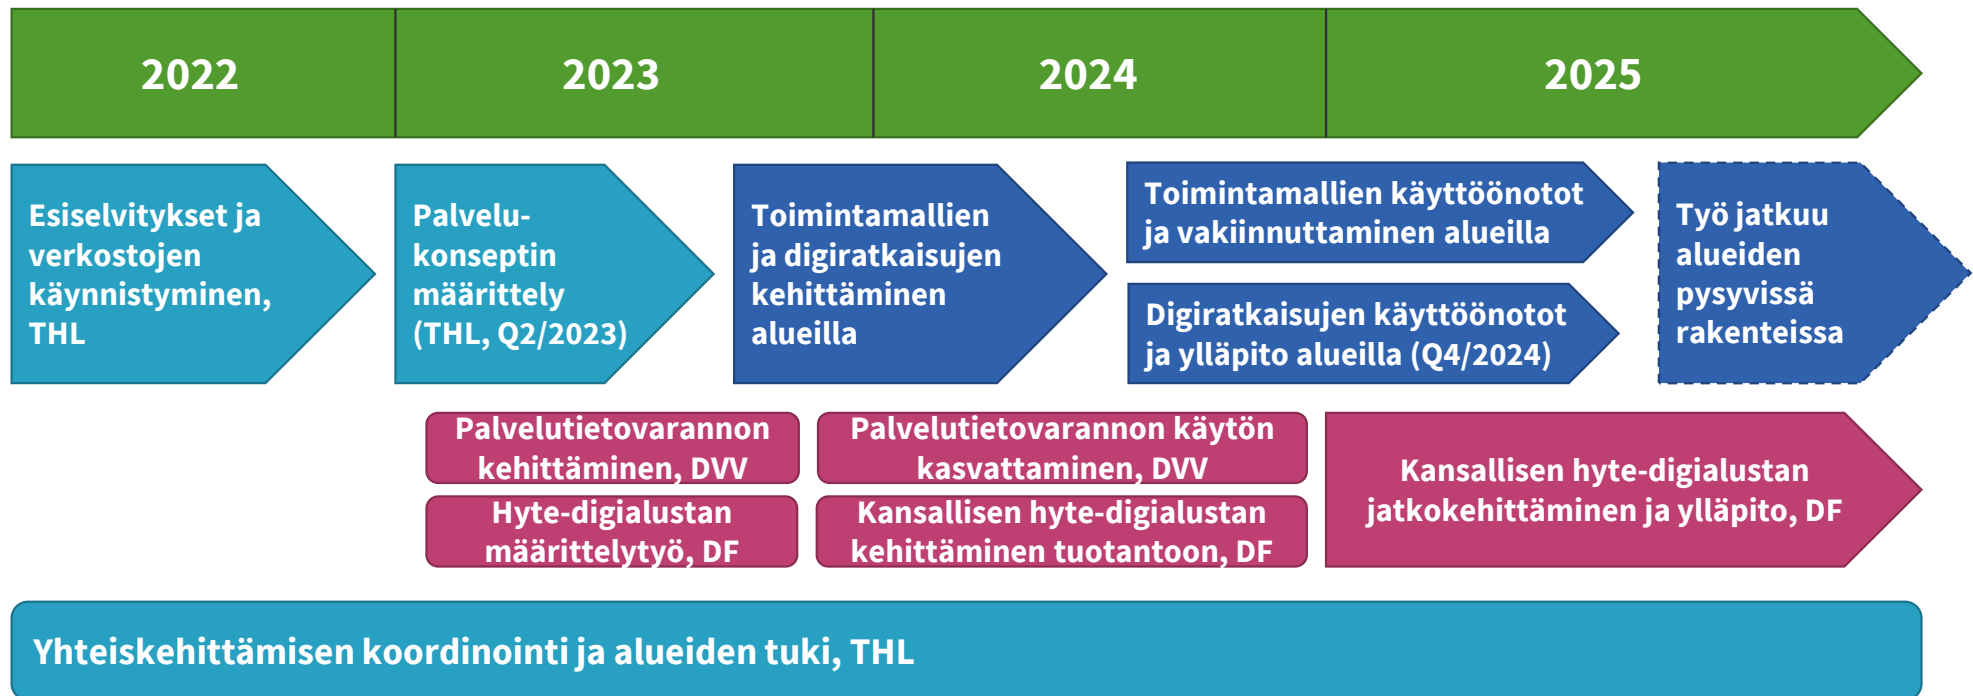 2022
2023
2024
2025
Esiselvitykset ja
verkostojen
käynnistyminen,
THL
Palvelu-
konseptin
määrittely
(THL, Q2/2023)
Toimintamallien
ja digiratkaisujen
kehittäminen
alueilla
Toimintamallien käyttöönotot
ja vakiinnuttaminen alueilla
Digiratkaisujen käyttöönotot
ja ylläpito alueilla (Q4/2024)
Työ jatkuu
alueiden
pysyvissä
rakenteissa
Palvelutietovarannon
kehittäminen, DVV
Palvelutietovarannon käytön
kasvattaminen, DVV
Hyte-digialustan
määrittelytyö, DF
Kansallisen hyte-digialustan
kehittäminen tuotantoon, DF
Kansallisen hyte-digialustan
jatkokehittäminen ja ylläpito, DF
Yhteiskehittämisen koordinointi ja alueiden tuki, THL